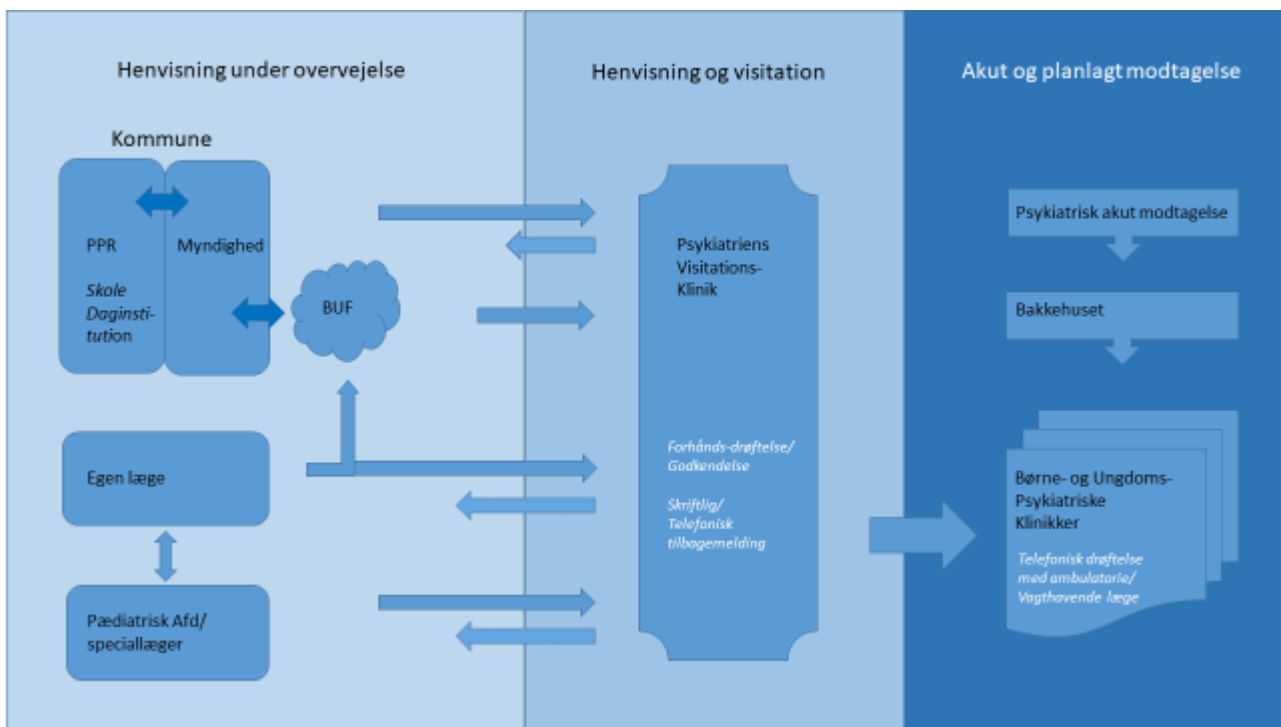 Henvisning under overvejelse
Kommune
PPR
Skole
Daginsti-
tution
Myndighed
BUF
Egen læge
Pædiatrisk Afd/
speciallæger
Henvisning og visitation
Psykiatriens
Visitations-
Klinik
Forhånds-drøftelse/
Godkendelse
Skriftlig/
Telefonisk
tilbagemelding
Akut og planlagt modtagelse
Psykiatrisk akut modtagelse
Bakkehuset
Børne- og Ungdoms-
Psykiatriske
Klinikker
Telefonisk drøftelse
med ambulatorie/
Vagthavende læge